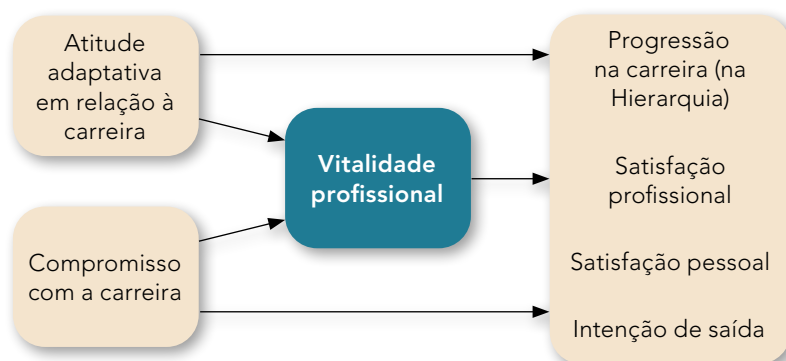 Atitude
adaptativa
em relação à
carreira
Compromisso
com a carreira
Vitalidade
profissional
Progressão
na carreira (na
Hierarquia)
Satisfação
profissional
Satisfação pessoal
Intenção de saída